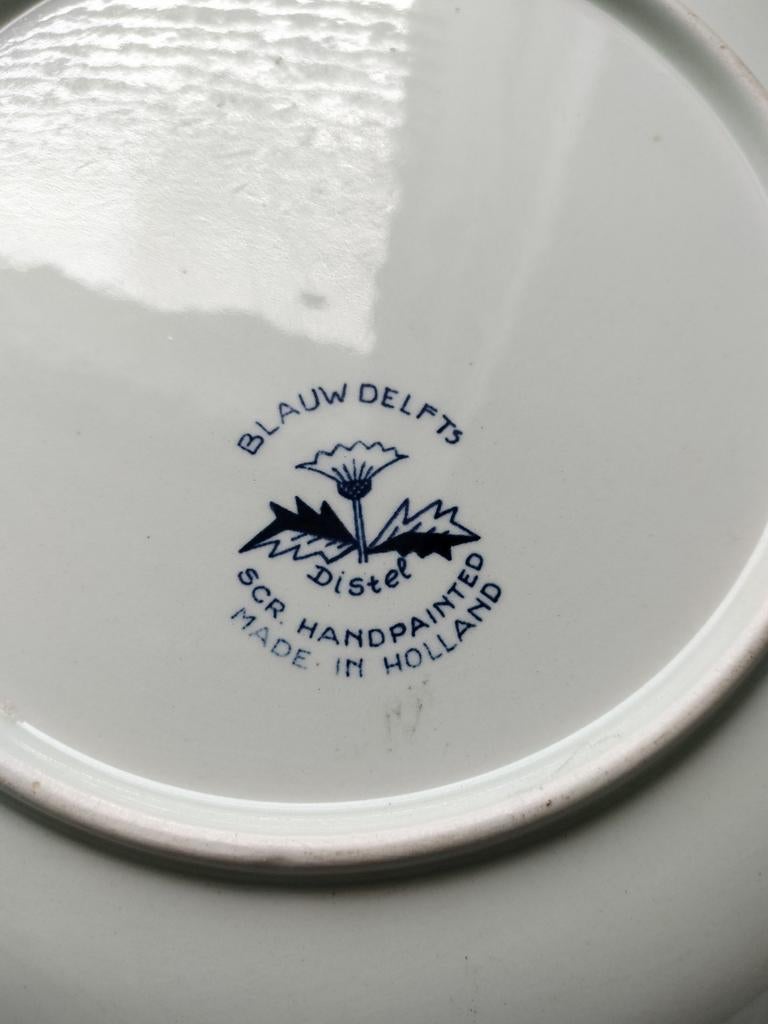 BLAUW DELFTS
Distel
SCR. HANDPAINTED
MADE IN HOLLAND